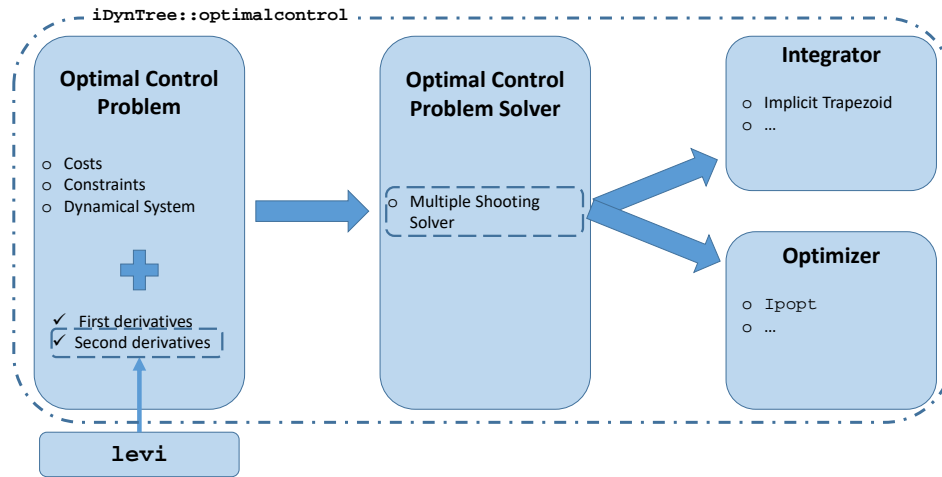 iDynTree::optimalcontrol
Optimal Control
Problem
o Costs
o Constraints
o Dynamical System
✓ First derivatives
✓ Second derivatives
levi
Optimal Control
Problem Solver
o Multiple Shooting
Solver
Integrator
o Implicit Trapezoid
o ...
Optimizer
o Ipopt
o ...